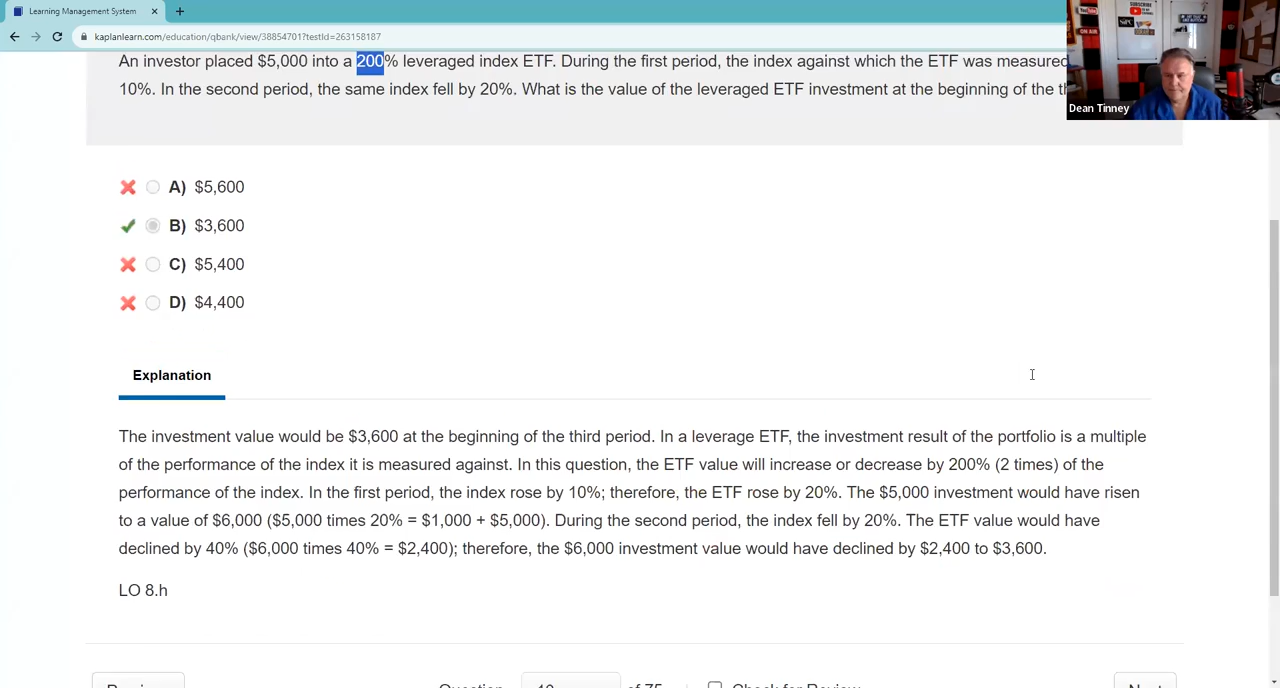 Learning Management System
kaplanlearn.com/education/qbank/view/38854701?testId=263158187
An investor placed $5,000 into a 200% leveraged index ETF. During the first period, the index against which the ETF was measured
10%. In the second period, the same index fell by 20%. What is the value of the leveraged ETF investment at the beginning of the
SUBSCRIBE
ON AIR
Dean Tinney
A) $5,600
B) $3,600
C) $5,400
D) $4,400
Explanation
The investment value would be $3,600 at the beginning of the third period. In a leverage ETF, the investment result of the portfolio is a multiple
of the performance of the index it is measured against. In this question, the ETF value will increase or decrease by 200% (2 times) of the
performance of the index. In the first period, the index rose by 10%; therefore, the ETF rose by 20%. The $5,000 investment would have risen
to a value of $6,000 ($5,000 times 20% = $1,000 + $5,000). During the second period, the index fell by 20%. The ETF value would have
declined by 40% ($6,000 times 40% = $2,400); therefore, the $6,000 investment value would have declined by $2,400 to $3,600.
LO 8.h
Question of 75 Check for Review